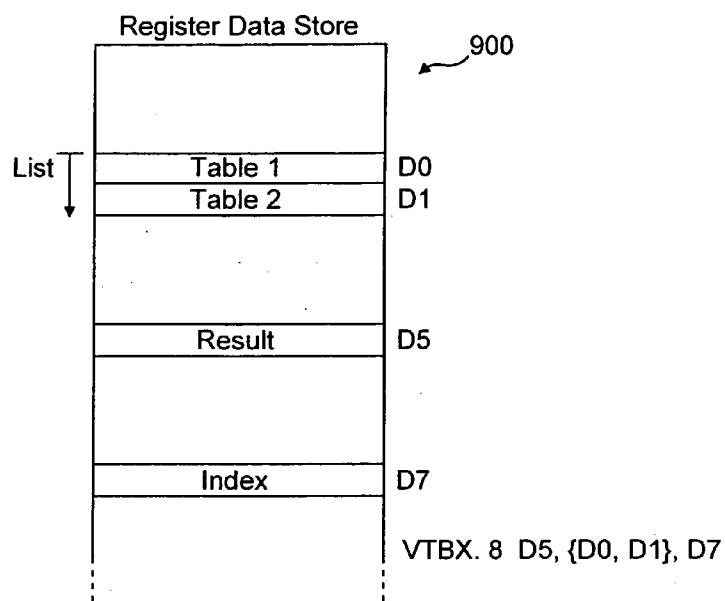 Register Data Store
900
List
Table 1 D0
Table 2 D1
Result D5
Index D7
VTBX. 8 D5, {D0, D1}, D7